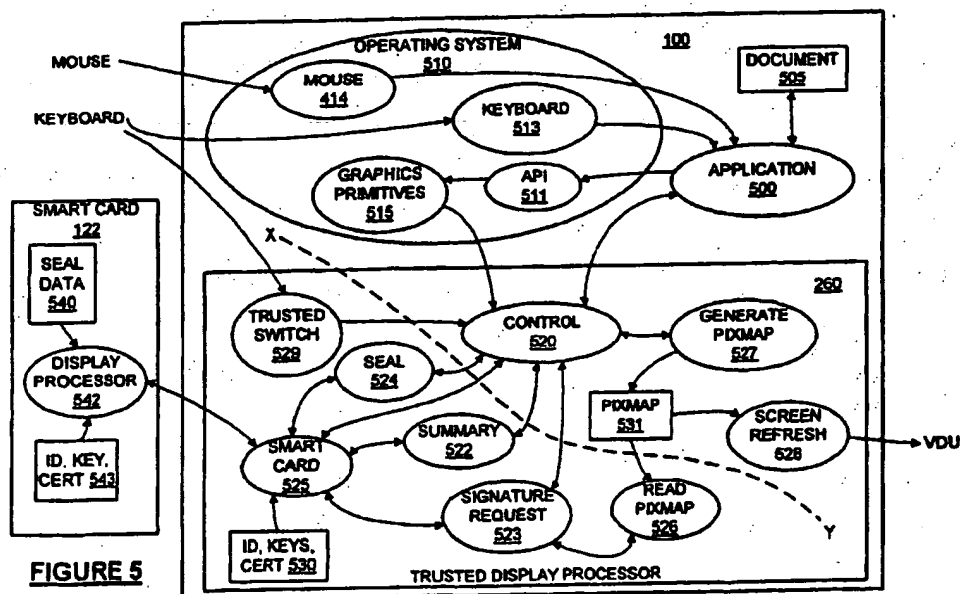 OPERATING SYSTEM
510
100
MOUSE
MOUSE
414
DOCUMENT
505
KEYBOARD
KEYBOARD
513
APPLICATION
500
API
511
GRAPHICS
PRIMITIVES
515
SMART CARD
122
SEAL
DATA
540
X
260
TRUSTED
SWITCH
529
CONTROL
520
GENERATE
PIXMAP
527
SEAL
524
DISPLAY
PROCESSOR
542
PIXMAP
531
SCREEN
REFRESH
528
VDU
SUMMARY
522
SMART
CARD
525
ID, KEY,
CERT 543
SIGNATURE
REQUEST
523
READ
PIXMAP
526
Y
ID, KEYS,
CERT 530
FIGURE 5
TRUSTED DISPLAY PROCESSOR